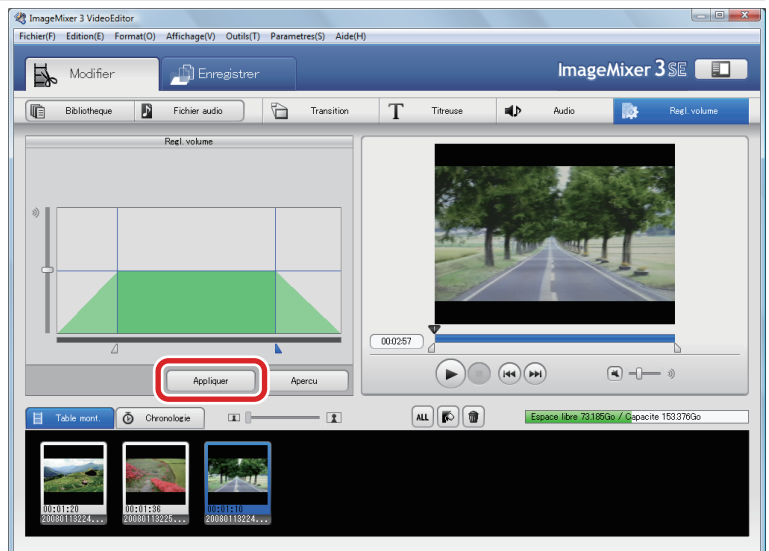 ImageMixer 3 VideoEditor
Fichier(F) Edition(E) Format(O) Affichage(V) Outils(T) Parametres(S) Aide(H)
Modifier Enregistrer ImageMixer 3 SE
Bibliotheque Fichier audio Transition T Titreuse Audio Regl. volume
Regl. volume
00:02:57
Appliquer Apercu
Table mont. Chronologie ALL Espace libre 73.185Go / Capacite 153.376Go
00:01:20 00:01:36 00:01:10
20080113224... 20080113225... 20080113224...